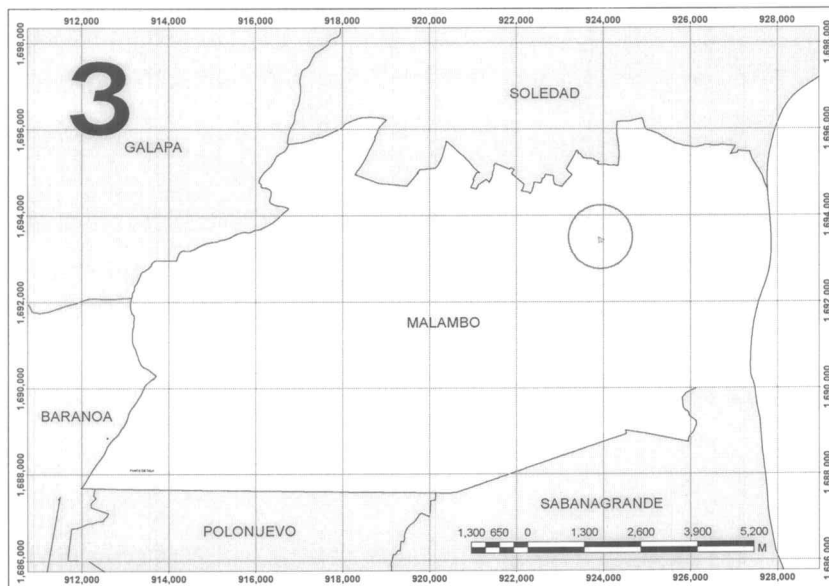 912,000 914,000 916,000 918,000 920,000 922,000 924,000 926,000 928,000
1,698,000 1,698,000
3
SOLEDAD
1,696,000 1,696,000
GALAPA
1,694,000 1,694,000
1,692,000 1,692,000
MALAMBO
1,690,000 1,690,000
BARANOA
1,688,000 1,688,000
SABANAGRANDE
POLONUEVO
1,300 650 0 1,300 2,600 3,900 5,200
M
1,686,000 1,686,000
912,000 914,000 916,000 918,000 920,000 922,000 924,000 926,000 928,000